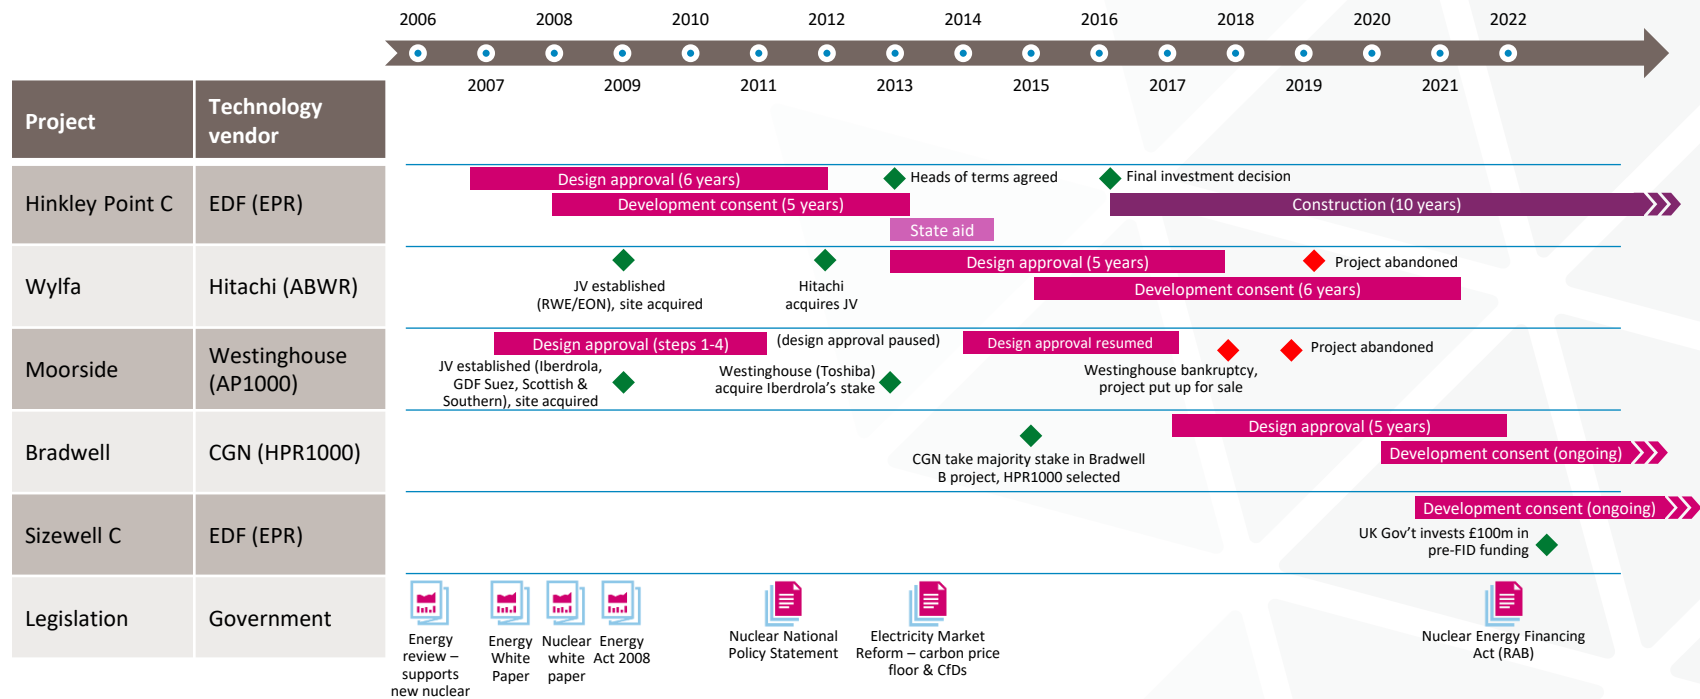 2006 2008 2010 2012 2014 2016 2018 2020 2022
2007 2009 2011 2013 2015 2017 2019 2021
Project
Technology
vendor
Hinkley Point C
EDF (EPR)
Design approval (6 years)
Heads of terms agreed
Final investment decision
Development consent (5 years)
Construction (10 years)
State aid
Wylfa
Hitachi (ABWR)
Design approval (5 years)
Project abandoned
JV established
(RWE/EON), site acquired
Hitachi
acquires JV
Development consent (6 years)
Moorside
Westinghouse
(AP1000)
Design approval (steps 1-4)
(design approval paused)
Design approval resumed
Project abandoned
JV established (Iberdrola,
GDF Suez, Scottish &
Southern), site acquired
Westinghouse (Toshiba)
acquire Iberdrola's stake
Westinghouse bankruptcy,
project put up for sale
Bradwell
CGN (HPR1000)
Design approval (5 years)
Development consent (ongoing)
CGN take majority stake in Bradwell
B project, HPR1000 selected
Sizewell C
EDF (EPR)
Development consent (ongoing)
UK Gov't invests £100m in
pre-FID funding
Legislation
Government
Energy
review –
supports
new nuclear
Energy
White
Paper
Nuclear
white
paper
Energy
Act 2008
Nuclear National
Policy Statement
Electricity Market
Reform – carbon price
floor & CfDs
Nuclear Energy Financing
Act (RAB)